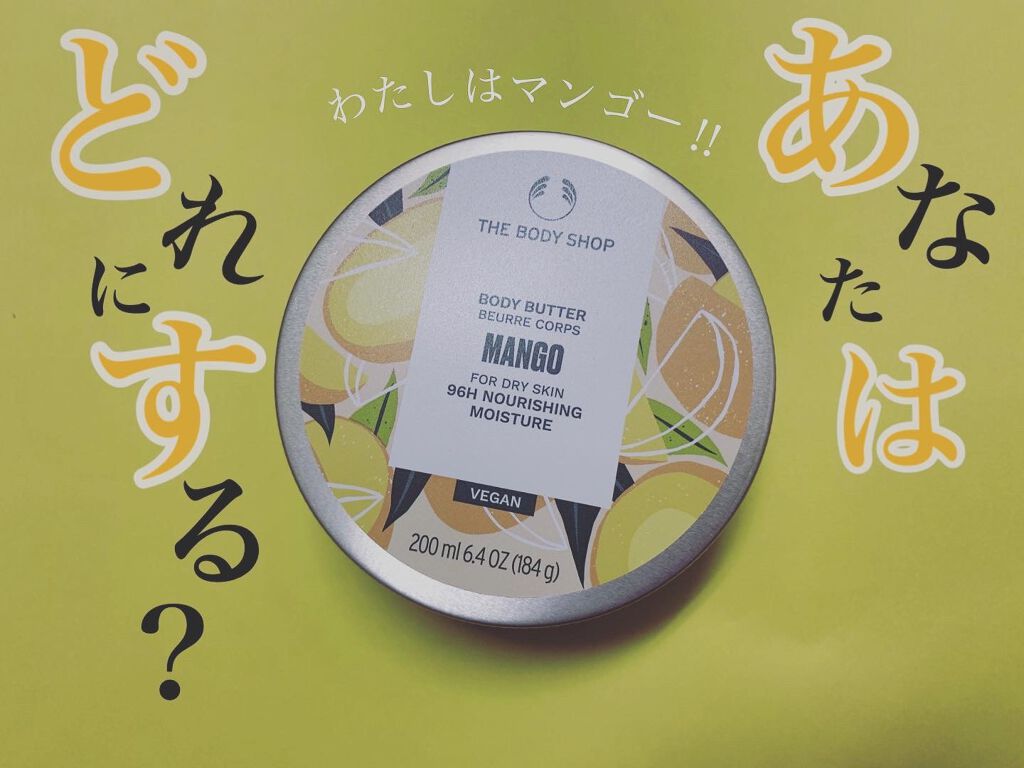 あなたは
どれにする?
わたしはマンゴー!!
THE BODY SHOP
BODY BUTTER
BEURRE CORPS
MANGO
FOR DRY SKIN
96H NOURISHING
MOISTURE
VEGAN
200 ml 6.4 OZ (184 g)